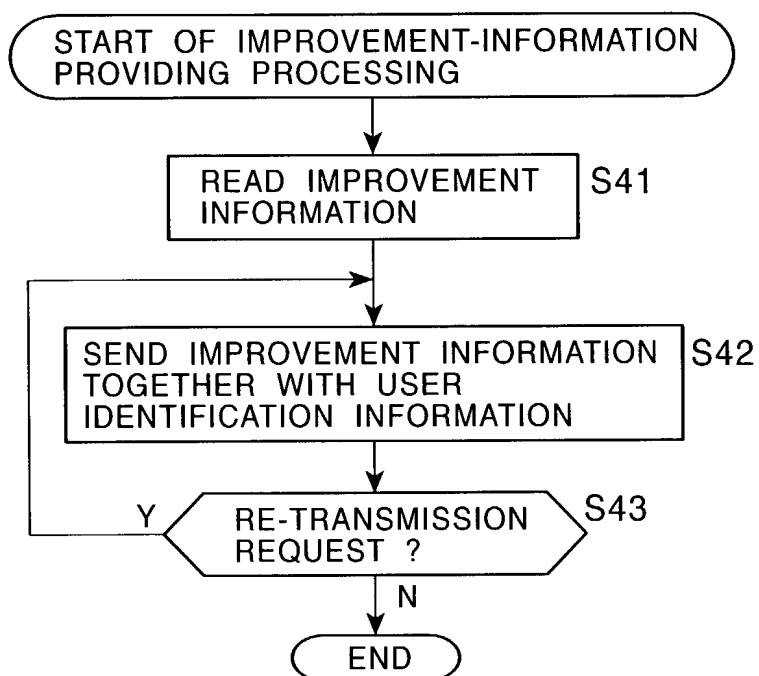 START OF IMPROVEMENT-INFORMATION
PROVIDING PROCESSING
READ IMPROVEMENT
INFORMATION
S41
SEND IMPROVEMENT INFORMATION
TOGETHER WITH USER
IDENTIFICATION INFORMATION
S42
Y
RE-TRANSMISSION
REQUEST ?
S43
N
END